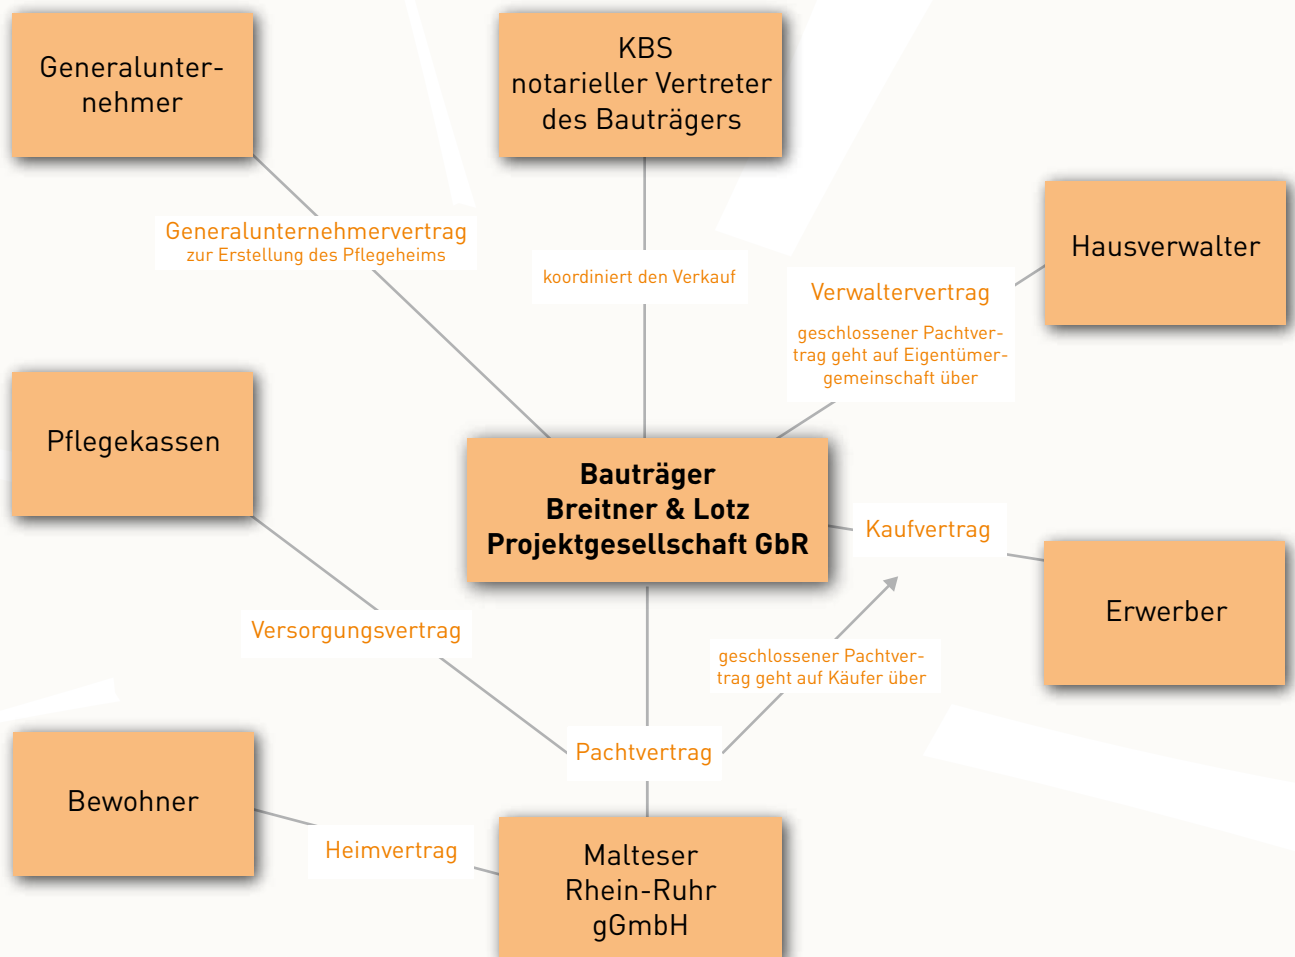 Generalunter-
nehmer
KBS
notarieller Vertreter
des Bauträgers
Generalunternehmervertrag
zur Erstellung des Pflegeheims
koordiniert den Verkauf
Hausverwalter
Verwaltervertrag
geschlossener Pachtver-
trag geht auf Eigentümer-
gemeinschaft über
Pflegekassen
Bauträger
Breitner & Lotz
Projektgesellschaft GbR
Kaufvertrag
Erwerber
Versorgungsvertrag
geschlossener Pachtver-
trag geht auf Käufer über
Pachtvertrag
Bewohner
Heimvertrag
Malteser
Rhein-Ruhr
gGmbH